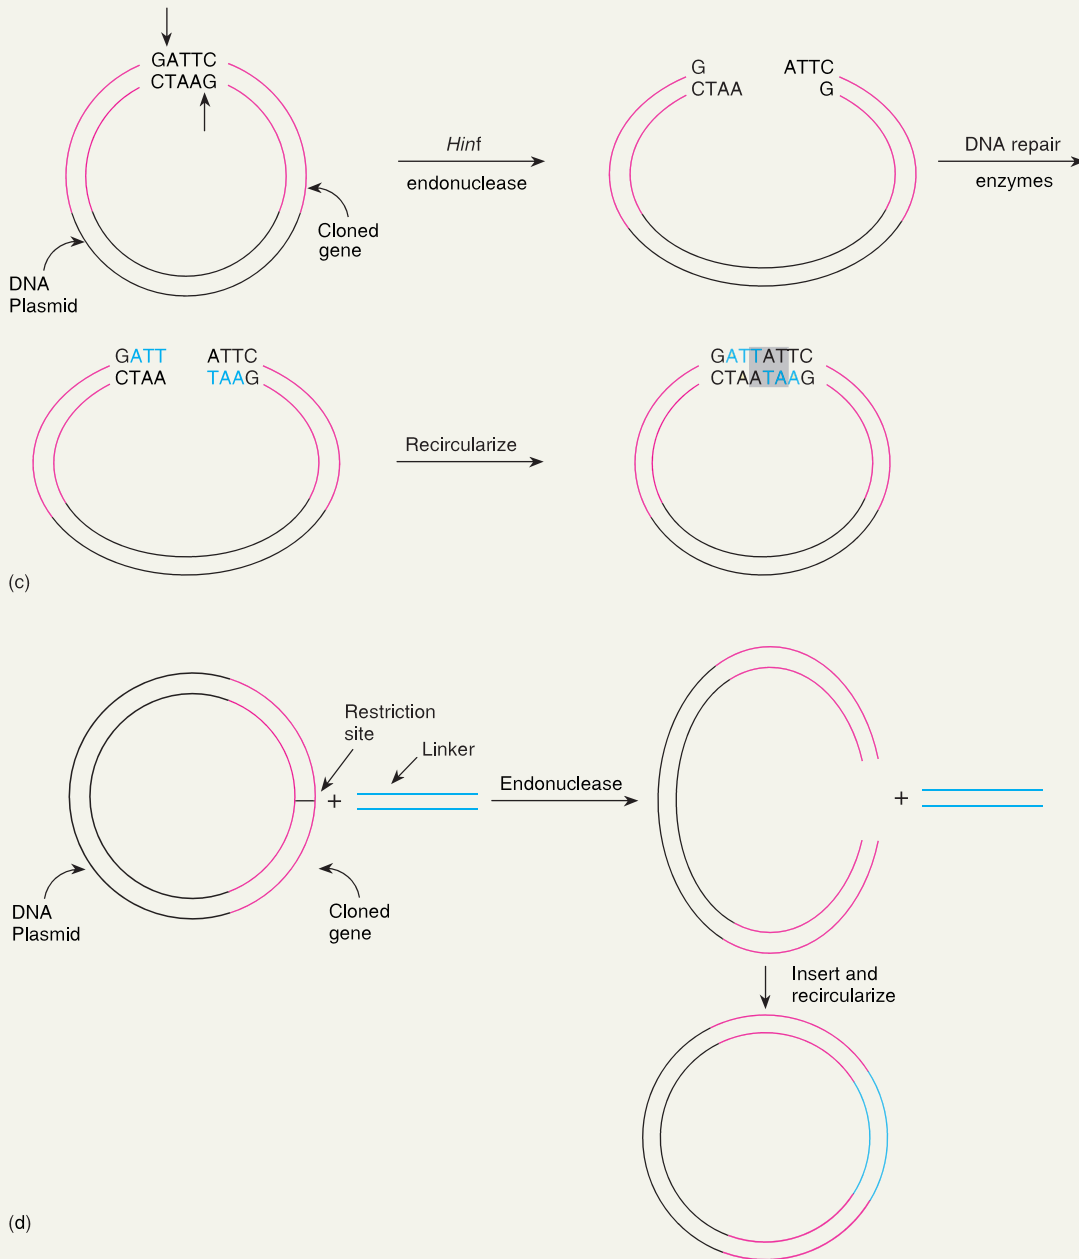 GATTC
CTAAG
G
CTAA
ATTC
G
Hinf
endonuclease
DNA repair
enzymes
Cloned
gene
DNA
Plasmid
GATT
CTAA
ATTC
TAAG
Recircularize
GATTATTC
CTAATAAG
(c)
Restriction
site
Linker
+
Endonuclease
+
DNA
Plasmid
Cloned
gene
Insert and
recircularize
(d)